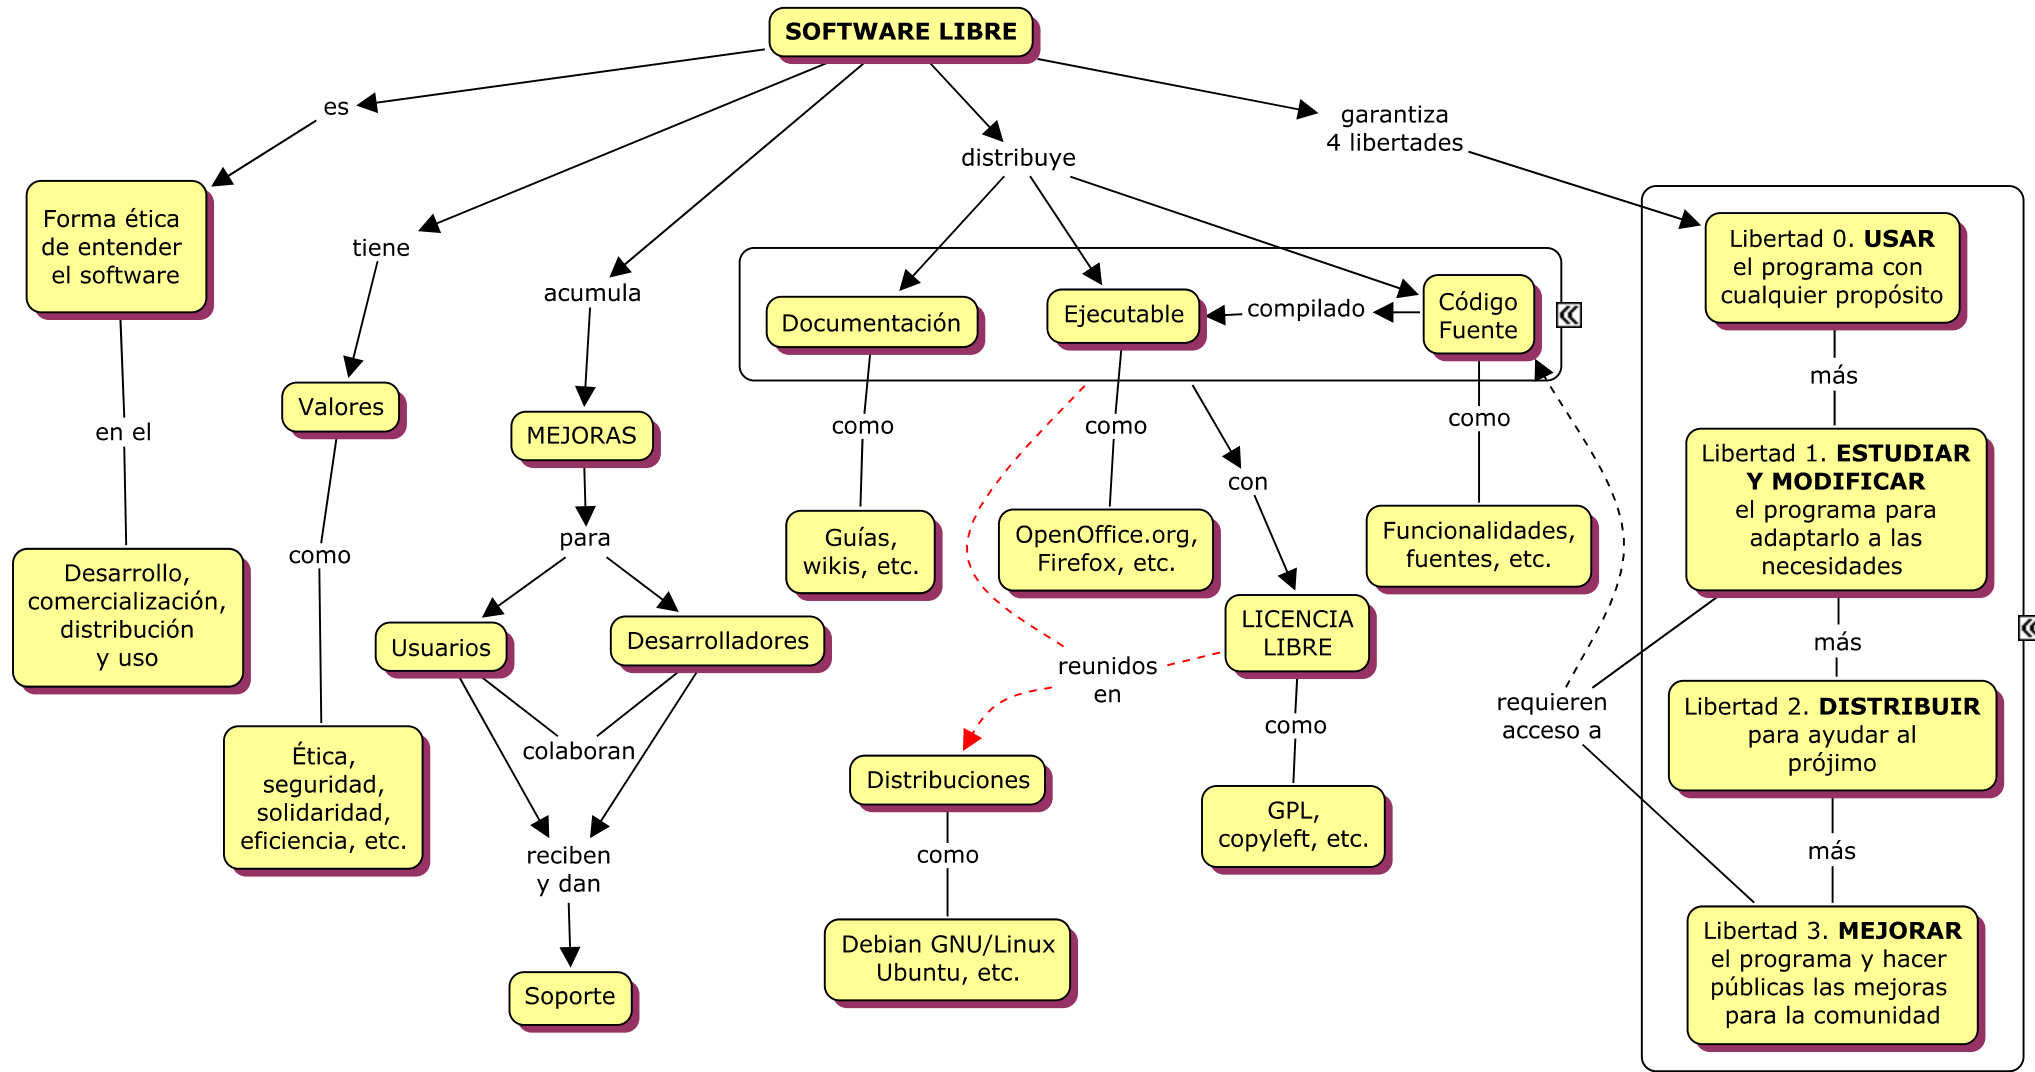 SOFTWARE LIBRE
es
garantiza
4 libertades
distribuye
tiene
acumula
Forma ética
de entender
el software
Libertad 0. USAR
el programa con
cualquier propósito
Documentación
Ejecutable
compilado
Código
Fuente
más
Valores
MEJORAS
en el
como
como
como
con
Libertad 1. ESTUDIAR
Y MODIFICAR
el programa para
adaptarlo a las
necesidades
para
como
Guías,
wikis, etc.
OpenOffice.org,
Firefox, etc.
Funcionalidades,
fuentes, etc.
Desarrollo,
comercialización,
distribución
y uso
Usuarios
Desarrolladores
LICENCIA
LIBRE
más
reunidos
en
requieren
acceso a
Libertad 2. DISTRIBUIR
para ayudar al
prójimo
como
colaboran
Ética,
seguridad,
solidaridad,
eficiencia, etc.
Distribuciones
GPL,
copyleft, etc.
más
como
reciben
y dan
Debian GNU/Linux
Ubuntu, etc.
Libertad 3. MEJORAR
el programa y hacer
públicas las mejoras
para la comunidad
Soporte